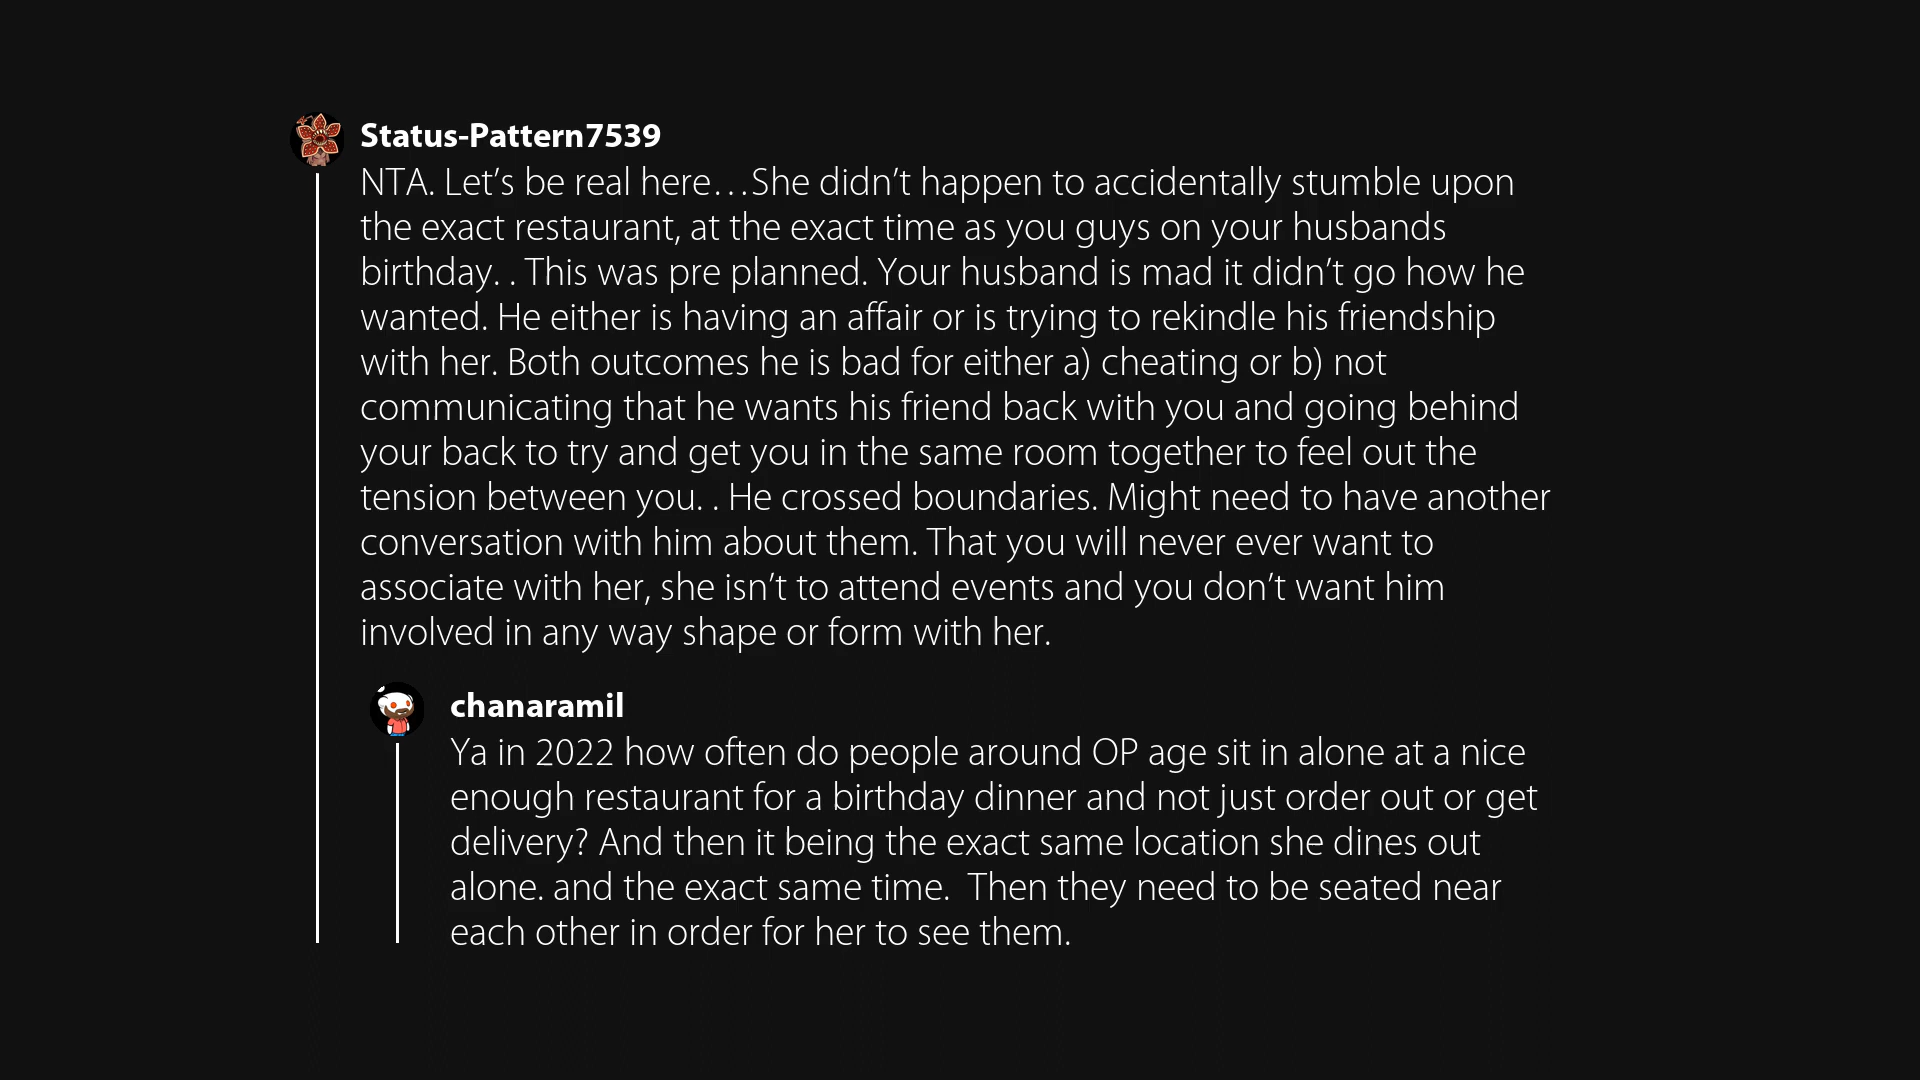 Status-Pattern7539
NTA. Let’s be real here…She didn’t happen to accidentally stumble upon
the exact restaurant, at the exact time as you guys on your husbands
birthday. . This was pre planned. Your husband is mad it didn’t go how he
wanted. He either is having an affair or is trying to rekindle his friendship
with her. Both outcomes he is bad for either a) cheating or b) not
communicating that he wants his friend back with you and going behind
your back to try and get you in the same room together to feel out the
tension between you. . He crossed boundaries. Might need to have another
conversation with him about them. That you will never ever want to
associate with her, she isn’t to attend events and you don’t want him
involved in any way shape or form with her.
chanaramil
Ya in 2022 how often do people around OP age sit in alone at a nice
enough restaurant for a birthday dinner and not just order out or get
delivery? And then it being the exact same location she dines out
alone. and the exact same time.  Then they need to be seated near
each other in order for her to see them.